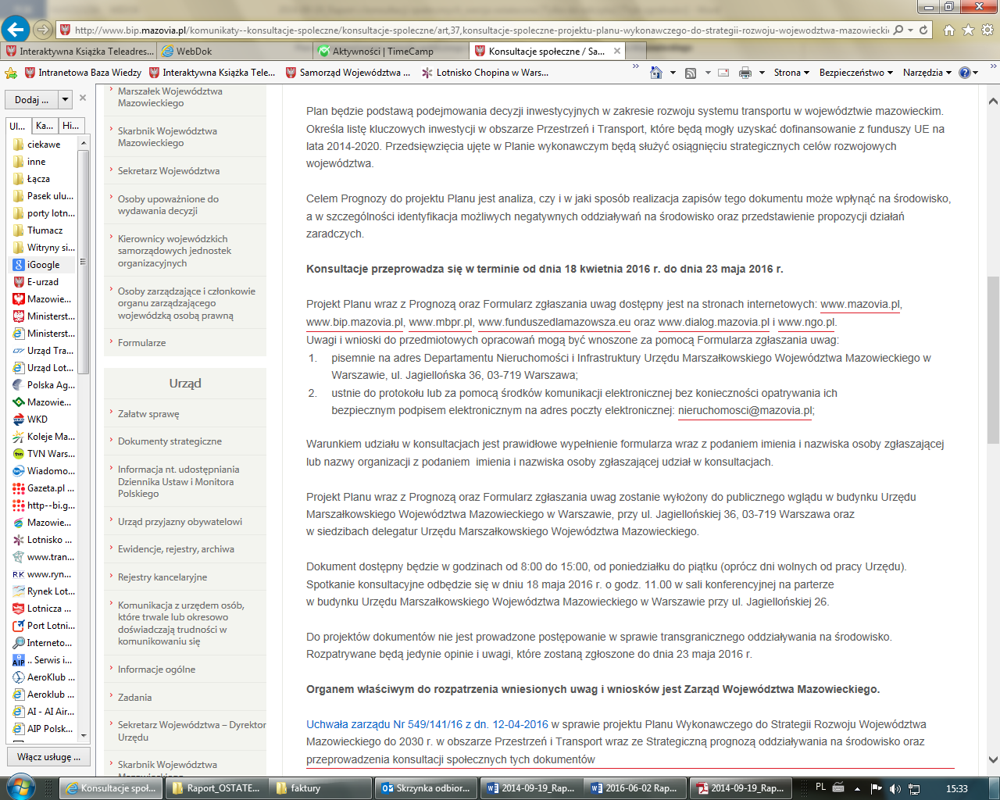 http://www.bip.mazovia.pl/komunikaty--konsultacje-spoleczne/konsultacje-spoleczne/art,37,konsultacje-spoleczne-projektu-planu-wykonawczego-do-strategii-rozwoju-wojewodztwa-mazowieckie
Interaktywna Książka Teleadres...
WebDok
Aktywności | TimeCamp
Konsultacje społeczne / Sa...
Intranetowa Baza Wiedzy
Interaktywna Książka Tele...
Samorząd Województwa ...
Lotnisko Chopina w Wars...
Strona
Bezpieczeństwo
Narzędzia
Dodaj ...
Ul...
Ka...
Hi...
ciekawe
inne
Łącza
Pasek ulu...
porty lotn...
Tłumacz
Witryny si...
iGoogle
E-urzad
Mazowie...
Ministerst...
Ministerst...
Urząd Tra...
Urząd Lot...
Polska Ag...
Mazowie...
WKD
Koleje Ma...
TVN Wars...
Wiadomo...
Gazeta.pl ...
http--bi.g...
Mazowie...
Lotnisko ...
www.tran...
www.ryn...
Rynek Lot...
Lotnicza ...
Port Lotni...
Interneto...
.. Serwis i...
AeroKlub ...
Aeroklub ...
AI - AI Air...
AIP Polsk...
Włącz usługę ...
Marszałek Województwa
Mazowieckiego
Skarbnik Województwa
Mazowieckiego
Sekretarz Województwa
Osoby upoważnione do
wydawania decyzji
Kierownicy wojewódzkich
samorządowych jednostek
organizacyjnych
Osoby zarządzające i członkowie
organu zarządzającego
wojewódzką osobą prawną
Formularze
Urząd
Załatw sprawę
Dokumenty strategiczne
Informacja nt. udostępniania
Dziennika Ustaw i Monitora
Polskiego
Urząd przyjazny obywatelowi
Ewidencje, rejestry, archiwa
Rejestry kancelaryjne
Komunikacja z urzędem osób,
które trwale lub okresowo
doświadczają trudności w
komunikowaniu się
Informacje ogólne
Zadania
Sekretarz Województwa – Dyrektor
Urzędu
Skarbnik Województwa
Mazowieckiego
Plan będzie podstawą podejmowania decyzji inwestycyjnych w zakresie rozwoju systemu transportu w województwie mazowieckim.
Określa listę kluczowych inwestycji w obszarze Przestrzeń i Transport, które będą mogły uzyskać dofinansowanie z funduszy UE na
lata 2014-2020. Przedsięwzięcia ujęte w Planie wykonawczym będą służyć osiągnięciu strategicznych celów rozwojowych
województwa.
Celem Prognozy do projektu Planu jest analiza, czy i w jaki sposób realizacja zapisów tego dokumentu może wpłynąć na środowisko,
a w szczególności identyfikacja możliwych negatywnych oddziaływań na środowisko oraz przedstawienie propozycji działań
zaradczych.
Konsultacje przeprowadza się w terminie od dnia 18 kwietnia 2016 r. do dnia 23 maja 2016 r.
Projekt Planu wraz z Prognozą oraz Formularz zgłaszania uwag dostępny jest na stronach internetowych: www.mazovia.pl,
www.bip.mazovia.pl, www.mbpr.pl, www.funduszedlamazowsza.eu oraz www.dialog.mazovia.pl i www.ngo.pl.
Uwagi i wnioski do przedmiotowych opracowań mogą być wnoszone za pomocą Formularza zgłaszania uwag:
1. pisemnie na adres Departamentu Nieruchomości i Infrastruktury Urzędu Marszałkowskiego Województwa Mazowieckiego w
Warszawie, ul. Jagiellońska 36, 03-719 Warszawa;
2. ustnie do protokołu lub za pomocą środków komunikacji elektronicznej bez konieczności opatrywania ich
bezpiecznym podpisem elektronicznym na adres poczty elektronicznej: nieruchomosci@mazovia.pl;
Warunkiem udziału w konsultacjach jest prawidłowe wypełnienie formularza wraz z podaniem imienia i nazwiska osoby zgłaszającej
lub nazwy organizacji z podaniem imienia i nazwiska osoby zgłaszającej udział w konsultacjach.
Projekt Planu wraz z Prognozą oraz Formularz zgłaszania uwag zostanie wyłożony do publicznego wglądu w budynku Urzędu
Marszałkowskiego Województwa Mazowieckiego w Warszawie, przy ul. Jagiellońskiej 36, 03-719 Warszawa oraz
w siedzibach delegatur Urzędu Marszałkowskiego Województwa Mazowieckiego.
Dokument dostępny będzie w godzinach od 8:00 do 15:00, od poniedziałku do piątku (oprócz dni wolnych od pracy Urzędu).
Spotkanie konsultacyjne odbędzie się w dniu 18 maja 2016 r. o godz. 11.00 w sali konferencyjnej na parterze
w budynku Urzędu Marszałkowskiego Województwa Mazowieckiego w Warszawie przy ul. Jagiellońskiej 26.
Do projektów dokumentów nie jest prowadzone postępowanie w sprawie transgranicznego oddziaływania na środowisko.
Rozpatrywane będą jedynie opinie i uwagi, które zostaną zgłoszone do dnia 23 maja 2016 r.
Organem właściwym do rozpatrzenia wniesionych uwag i wniosków jest Zarząd Województwa Mazowieckiego.
Uchwała zarządu Nr 549/141/16 z dn. 12-04-2016 w sprawie projektu Planu Wykonawczego do Strategii Rozwoju Województwa
Mazowieckiego do 2030 r. w obszarze Przestrzeń i Transport wraz ze Strategiczną prognozą oddziaływania na środowisko oraz
przeprowadzenia konsultacji społecznych tych dokumentów
Konsultacje społ...
Raport_OSTATE...
faktury
Skrzynka odbior...
2014-09-19_Rap...
2016-06-02 Rap...
2014-09-19_Rap...
PL
15:33